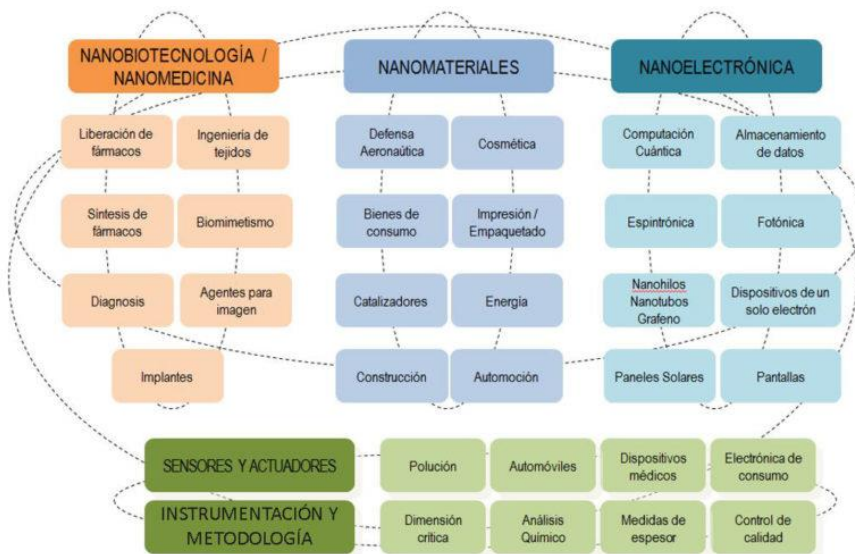 NANOBIOTECNOLOGÍA /
NANOMEDICINA
NANOMATERIALES
NANOELECTRÓNICA
Liberación de
fármacos
Ingeniería de
tejidos
Defensa
Aeronaútica
Cosmética
Computación
Cuántica
Almacenamiento
de datos
Síntesis de
fármacos
Biomimetismo
Bienes de
consumo
Impresión /
Empaquetado
Espintrónica
Fotónica
Diagnosis
Agentes para
imagen
Catalizadores
Energía
Nanohilos
Nanotubos
Grafeno
Dispositivos de un
solo electrón
Implantes
Construcción
Automoción
Paneles Solares
Pantallas
SENSORES Y ACTUADORES
Polución
Automóviles
Dispositivos
médicos
Electrónica de
consumo
INSTRUMENTACIÓN Y
METODOLOGÍA
Dimensión
crítica
Análisis
Químico
Medidas de
espesor
Control de
calidad